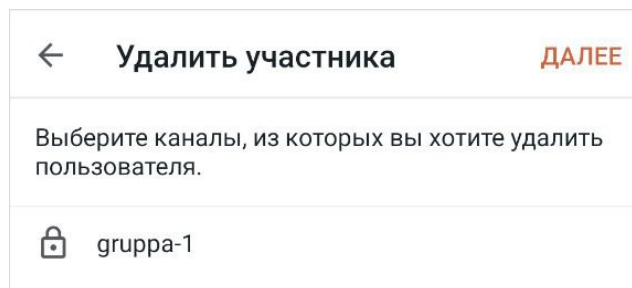 Удалить участника ДАЛЕЕ
Выберите каналы, из которых вы хотите удалить
пользователя.
gruppa-1